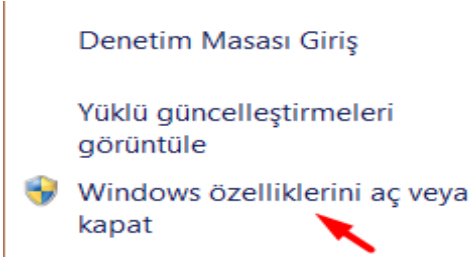 Denetim Masası Giriş
Yüklü güncelleştirmeleri
görüntüle
Windows özelliklerini aç veya
kapat